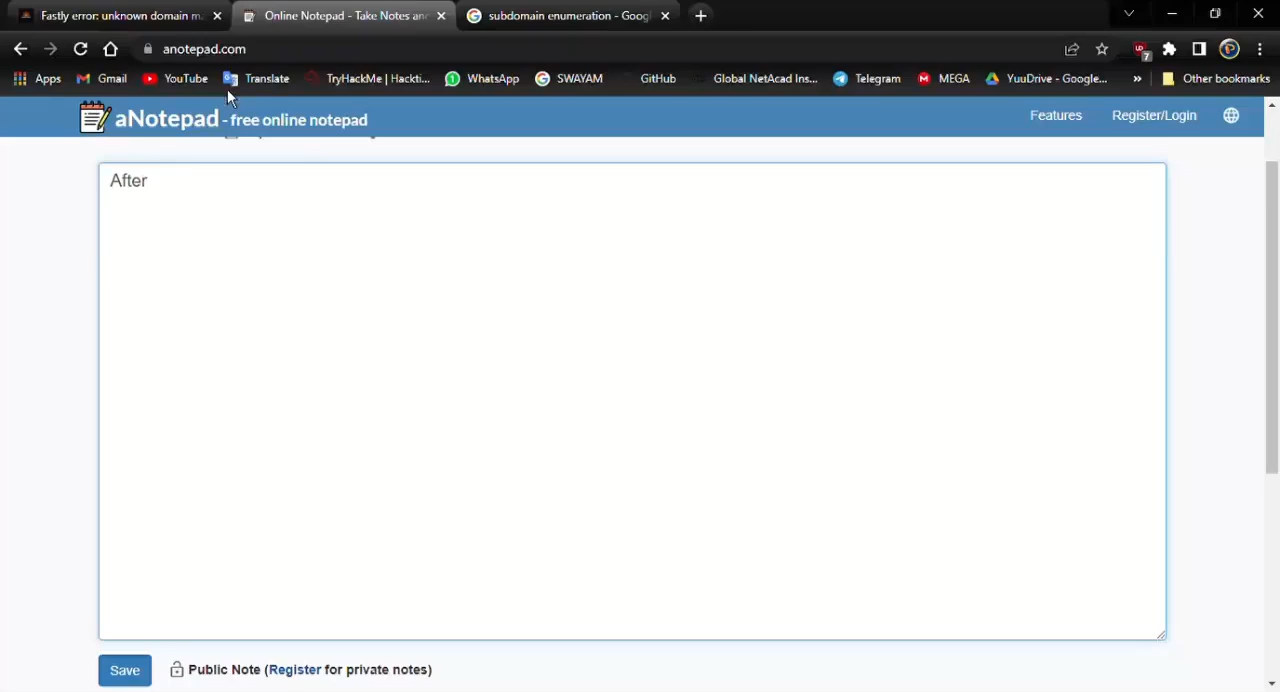 Fastly error: unknown domain m
Online Notepad - Take Notes an
subdomain enumeration - Goog
anotepad.com
7
Apps
Gmail
YouTube
Translate
TryHackMe | Hackti...
WhatsApp
SWAYAM
GitHub
Global NetAcad Ins...
Telegram
MEGA
YuuDrive - Google...
»
Other bookmarks
aNotepad - free online notepad
Features
Register/Login
After
Save
Public Note (Register for private notes)